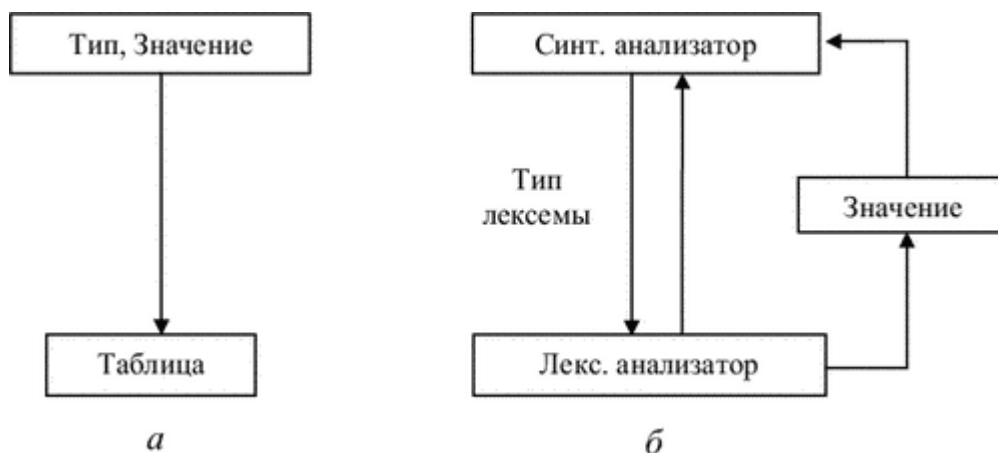 Тип, Значение
Синт. анализатор
Тип
лексемы
Значение
Таблица
Лекс. анализатор
а
б